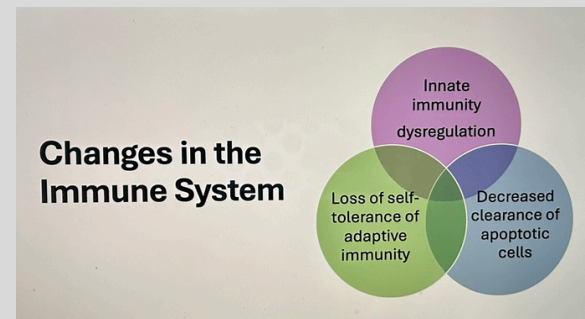 Changes in the
Immune System
Innate
immunity
dysregulation
Loss of self-
tolerance of
adaptive
immunity
Decreased
clearance of
apoptotic
cells